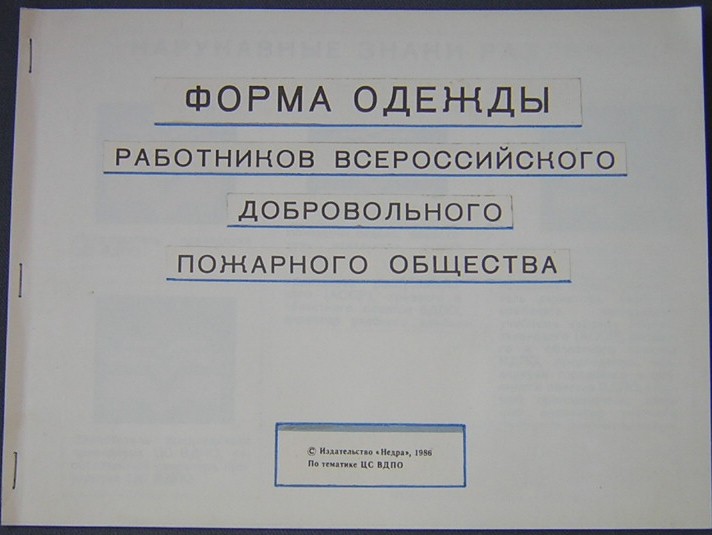 ФОРМА ОДЕЖДЫ
РАБОТНИКОВ ВСЕРОССИЙСКОГО
ДОБРОВОЛЬНОГО
ПОЖАРНОГО ОБЩЕСТВА
© Издательство «Недра», 1986
По тематике ЦС ВДПО